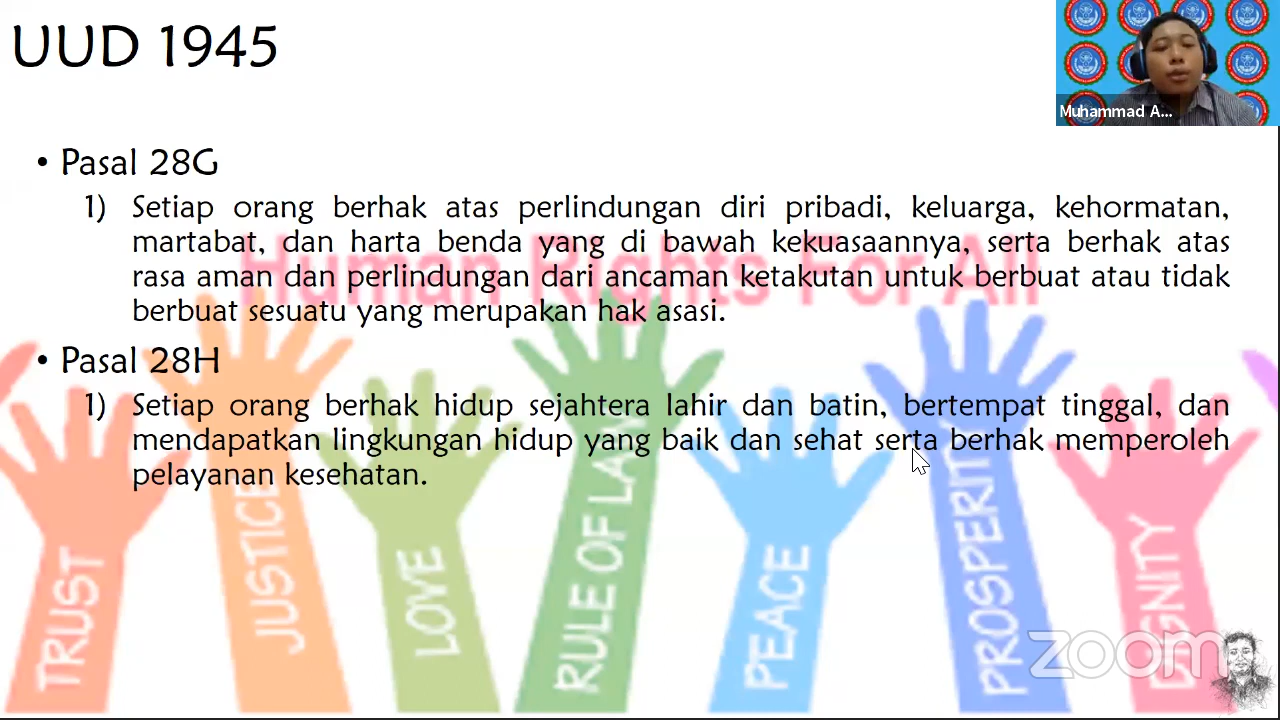 UUD 1945
Muhammad A...
• Pasal 28G
1) Setiap orang berhak atas perlindungan diri pribadi, keluarga, kehormatan,
martabat, dan harta benda yang di bawah kekuasaannya, serta berhak atas
rasa aman dan perlindungan dari ancaman ketakutan untuk berbuat atau tidak
berbuat sesuatu yang merupakan hak asasi.
Human Rights For All
• Pasal 28H
1) Setiap orang berhak hidup sejahtera lahir dan batin, bertempat tinggal, dan
mendapatkan lingkungan hidup yang baik dan sehat serta berhak memperoleh
pelayanan kesehatan.
TRUST
JUSTICE
LOVE
RULE OF LAW
PEACE
PROSPERITY
DIGNITY
zoom